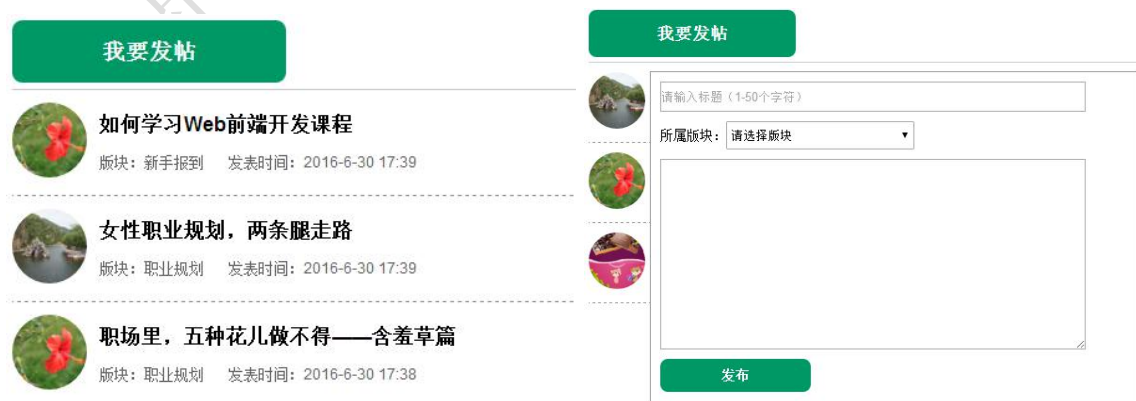 我要发帖
如何学习Web前端开发课程
版块：新手报到 发表时间：2016-6-30 17:39
女性职业规划，两条腿走路
版块：职业规划 发表时间：2016-6-30 17:39
职场里，五种花儿做不得——含羞草篇
版块：职业规划 发表时间：2016-6-30 17:38
我要发帖
请输入标题（1-50个字符）
所属版块：请选择版块
发布